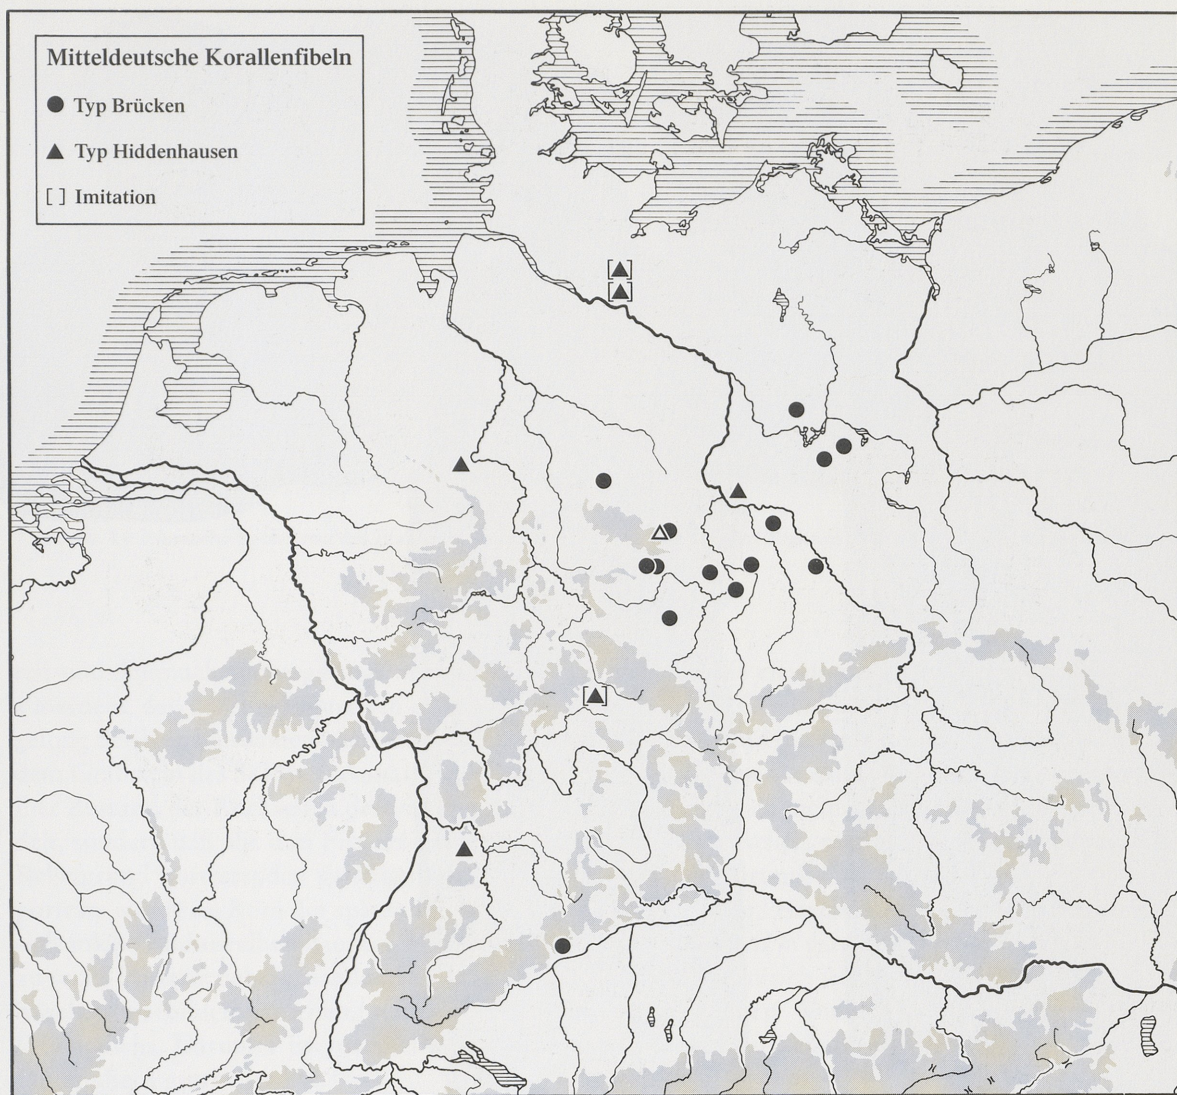 Mitteldeutsche Korallenfibeln
Typ Brücken
Typ Hiddenhausen
[ ] Imitation